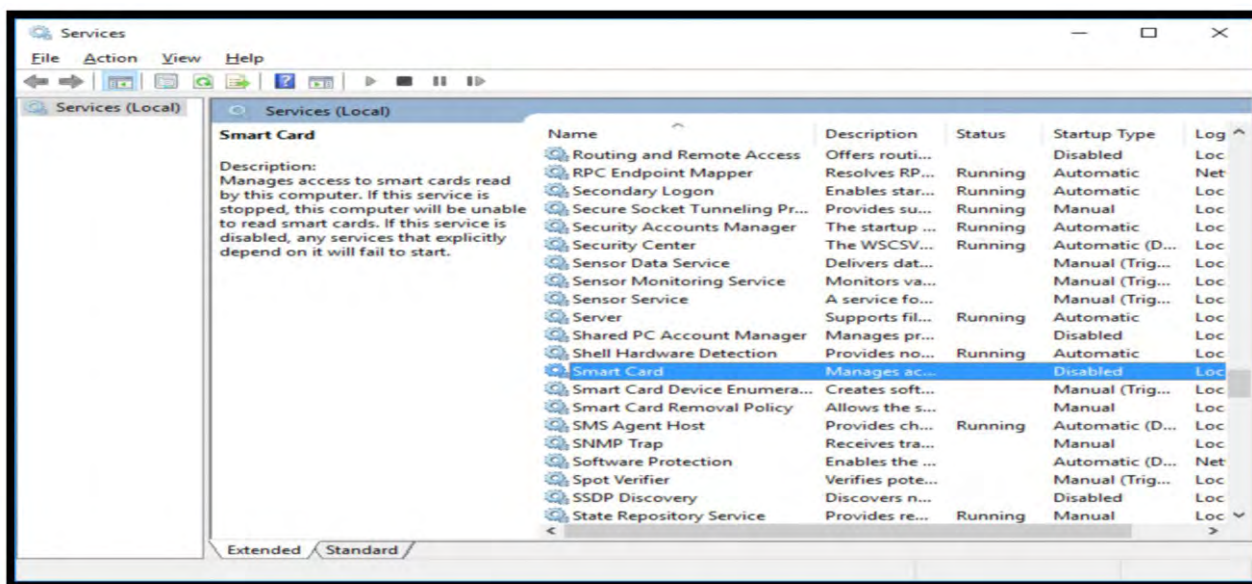 Services
File Action View Help
Services (Local)
Services (Local)
Smart Card
Description:
Manages access to smart cards read
by this computer. If this service is
stopped, this computer will be unable
to read smart cards. If this service is
disabled, any services that explicitly
depend on it will fail to start.
Name Description Status Startup Type Log
Routing and Remote Access Offers routi... Disabled Loc
RPC Endpoint Mapper Resolves RP... Running Automatic Net
Secondary Logon Enables star... Running Automatic Loc
Secure Socket Tunneling Pr... Provides su... Running Manual Loc
Security Accounts Manager The startup ... Running Automatic Loc
Security Center The WSCSV... Running Automatic (D... Loc
Sensor Data Service Delivers dat... Manual (Trig... Loc
Sensor Monitoring Service Monitors va... Manual (Trig... Loc
Sensor Service A service fo... Manual (Trig... Loc
Server Supports fil... Running Automatic Loc
Shared PC Account Manager Manages pr... Disabled Loc
Shell Hardware Detection Provides no... Running Automatic Loc
Smart Card Manages ac... Disabled Loc
Smart Card Device Enumera... Creates soft... Manual (Trig... Loc
Smart Card Removal Policy Allows the s... Manual Loc
SMS Agent Host Provides ch... Running Automatic (D... Loc
SNMP Trap Receives tra... Manual Loc
Software Protection Enables the ... Automatic (D... Net
Spot Verifier Verifies pote... Manual (Trig... Loc
SSDP Discovery Discovers n... Disabled Loc
State Repository Service Provides re... Running Manual Loc
Extended Standard